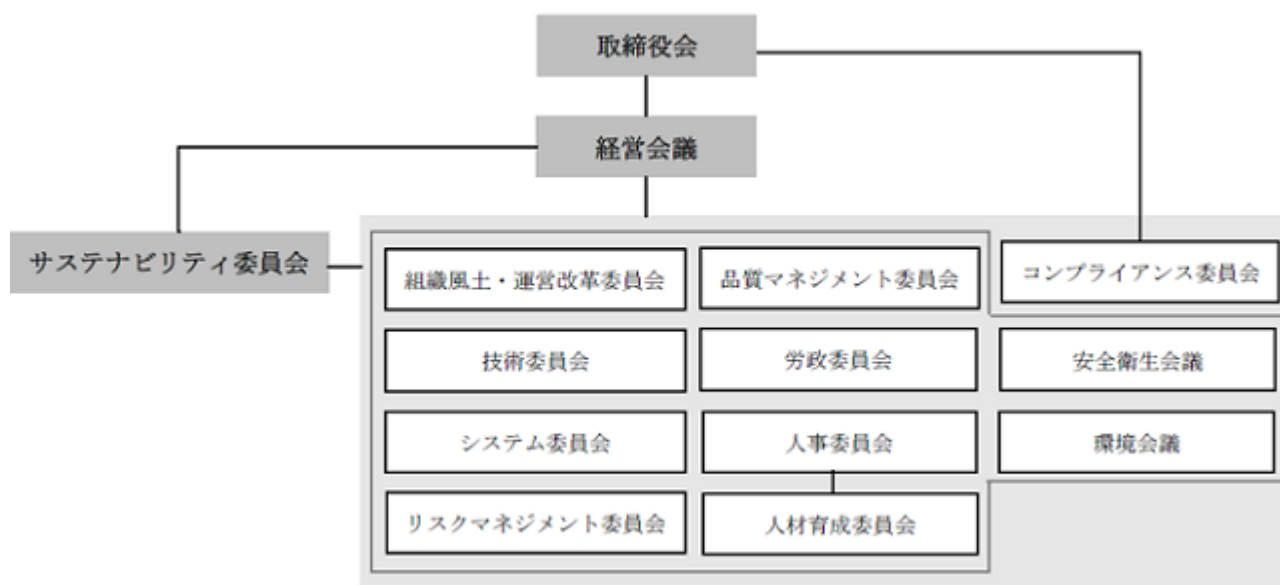 取締役会
経営会議
サステナビリティ委員会
組織風土・運営改革委員会
品質マネジメント委員会
コンプライアンス委員会
技術委員会
労政委員会
安全衛生会議
システム委員会
人事委員会
環境会議
リスクマネジメント委員会
人材育成委員会